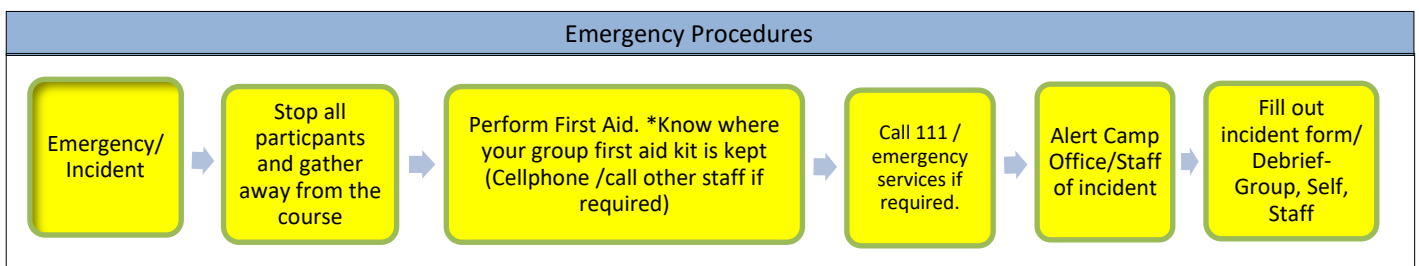 Emergency Procedures
Emergency/
Incident
Stop all
particpants
and gather
away from the
course
Perform First Aid. *Know where
your group first aid kit is kept
(Cellphone /call other staff if
required)
Call 111 /
emergency
services if
required.
Alert Camp
Office/Staff
of incident
Fill out
incident form/
Debrief-
Group, Self,
Staff